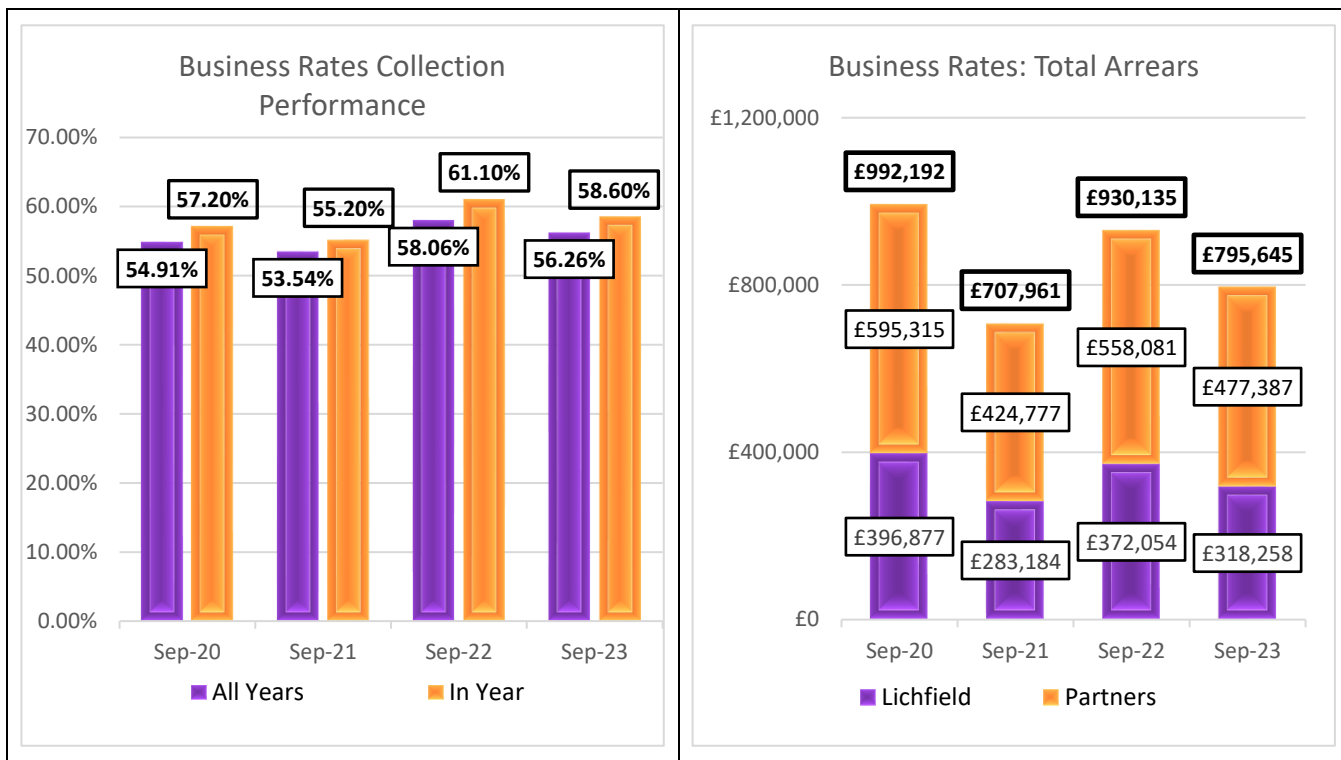 Business Rates Collection
Performance
70.00%
60.00%
50.00%
40.00%
30.00%
20.00%
10.00%
0.00%
57.20%
55.20%
61.10%
58.60%
54.91%
53.54%
58.06%
56.26%
Sep-20
Sep-21
Sep-22
Sep-23
All Years
In Year
Business Rates: Total Arrears
£1,200,000
£800,000
£400,000
£0
£992,192
£707,961
£930,135
£795,645
£595,315
£424,777
£558,081
£477,387
£396,877
£283,184
£372,054
£318,258
Sep-20
Sep-21
Sep-22
Sep-23
Lichfield
Partners